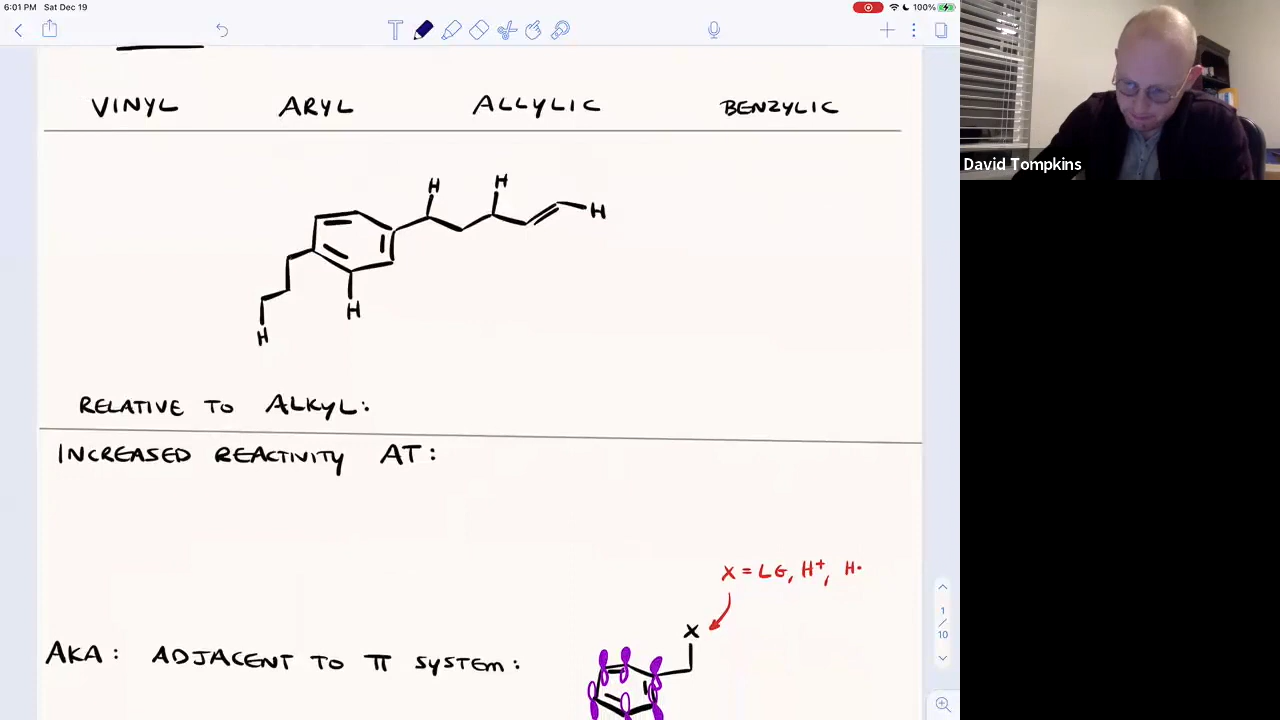 6:01 PM Sat Dec 19
100%
T
VINYL ARYL ALLYLIC BENZYLIC
David Tompkins
H H
H
H
H
RELATIVE TO ALKYL:
INCREASED REACTIVITY AT:
X = LG, H+, H·
1
/
10
X
AKA: ADJACENT TO π SYSTEM: